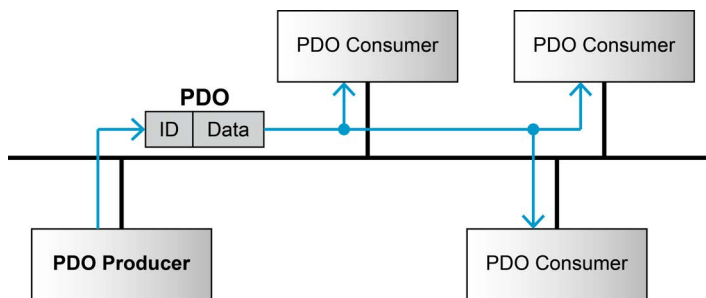 PDO Consumer
PDO Consumer
PDO
ID
Data
PDO Producer
PDO Consumer